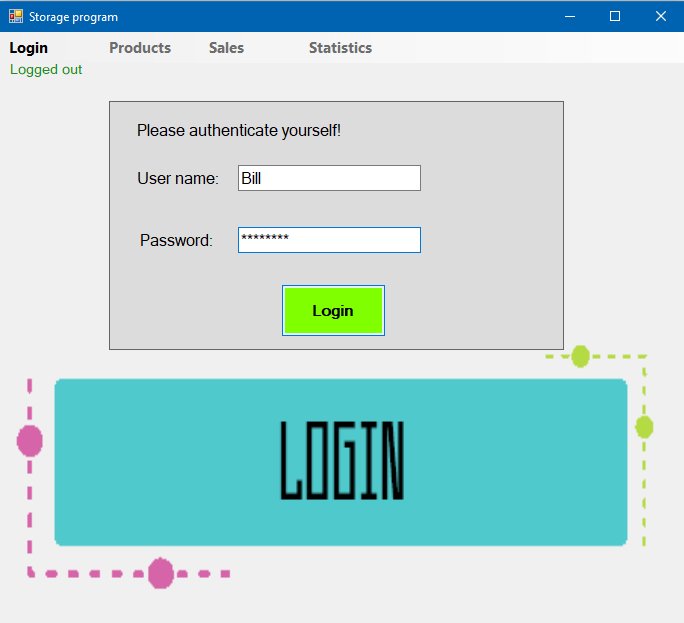 Storage program
Login Products Sales Statistics
Logged out
Please authenticate yourself!
User name: Bill
Password: ********
Login
LOGIN